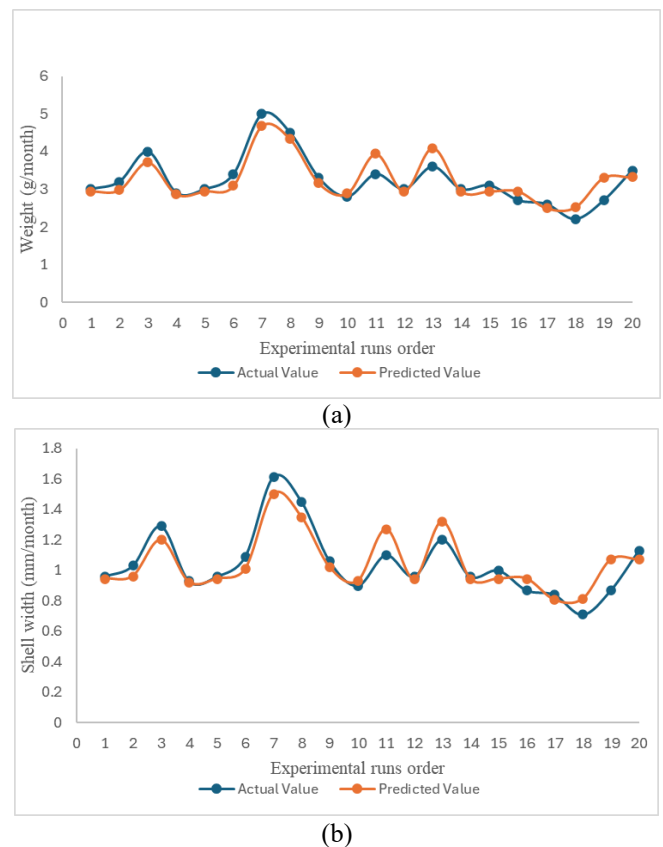 6
5
4
3
2
1
0
Weight (g/month)
0 1 2 3 4 5 6 7 8 9 10 11 12 13 14 15 16 17 18 19 20
Experimental runs order
Actual Value Predicted Value
(a)
1.8
1.6
1.4
1.2
1
0.8
0.6
0.4
0.2
0
Shell width (mm/month)
0 1 2 3 4 5 6 7 8 9 10 11 12 13 14 15 16 17 18 19 20
Experimental runs order
Actual Value Predicted Value
(b)